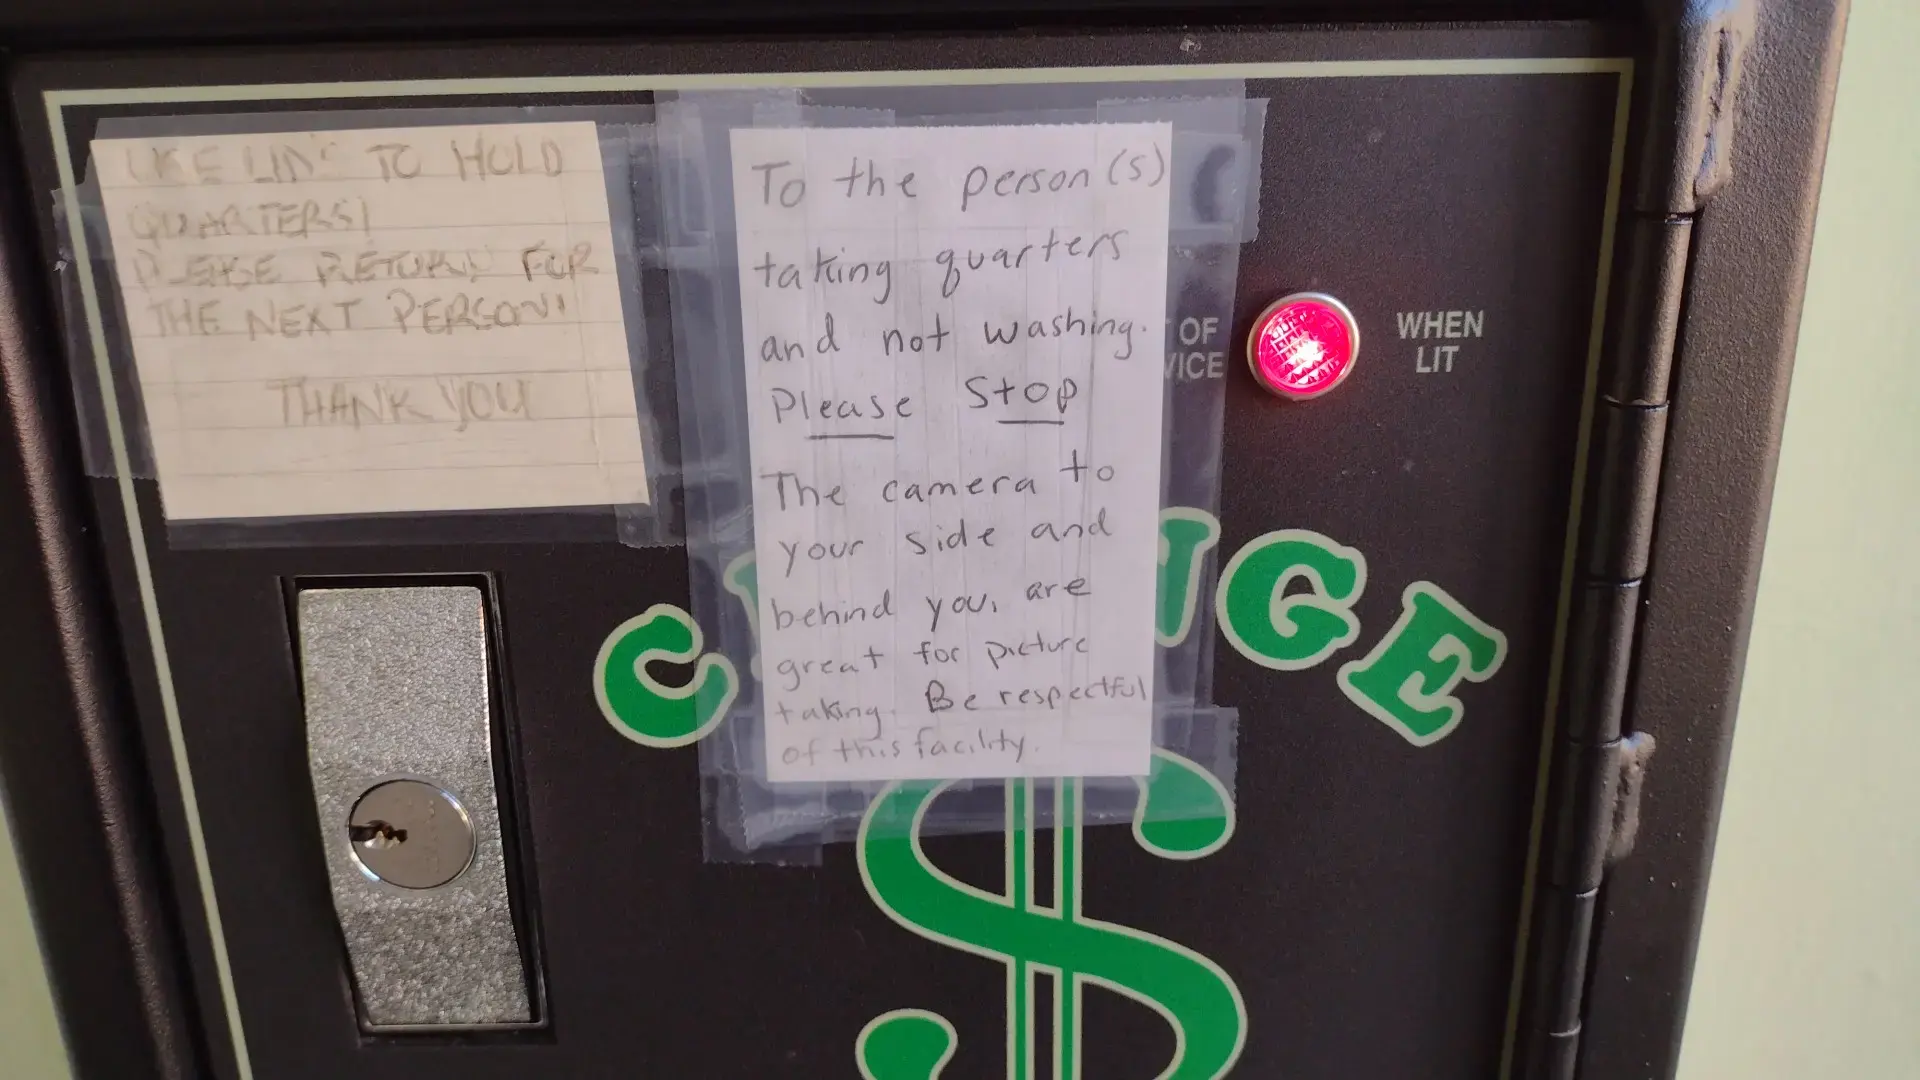 USE LIDS TO HOLD
QUARTERS!
PLEASE RETURN FOR
THE NEXT PERSON!
THANK YOU
To the person(s)
taking quarters
and not washing.
Please Stop
The camera to
your side and
behind you, are
great for picture
taking. Be respectful
of this facility.
OF
WHEN
LIT
$